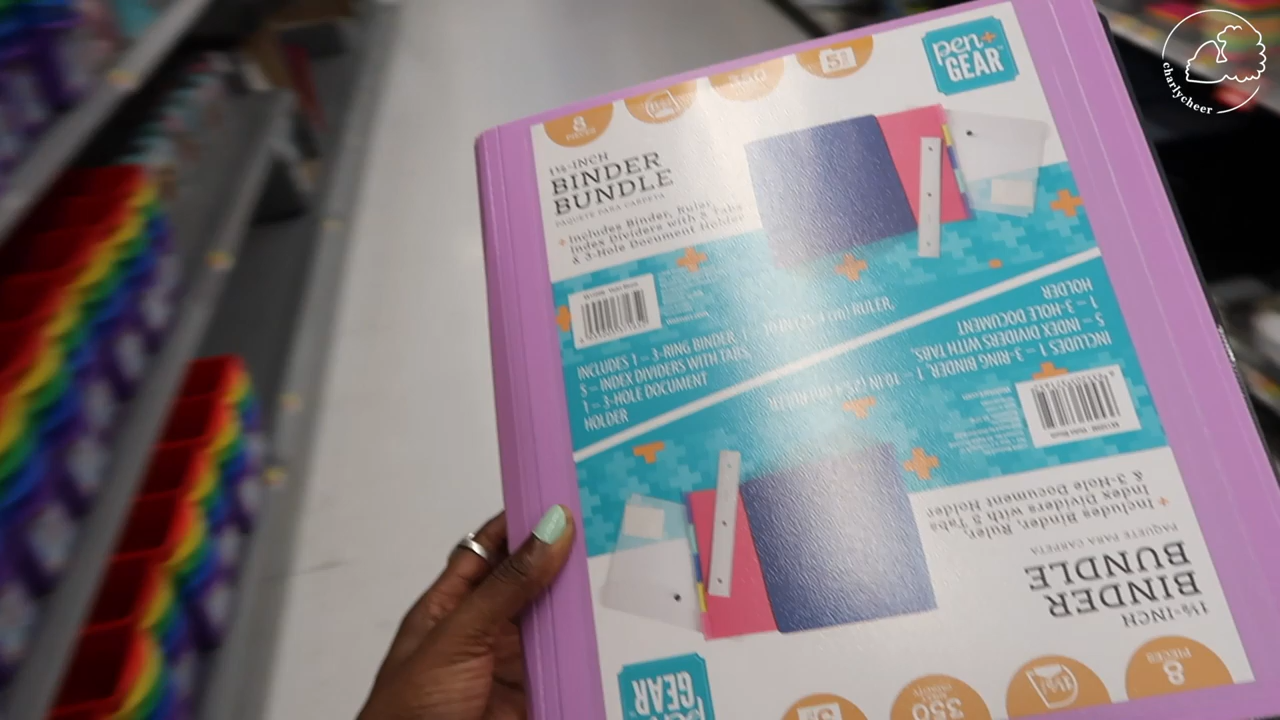 charlycheer
pen+
GEAR
5
350
8
PIECES
1½-INCH
BINDER
BUNDLE
PAQUETE PARA CARPETA
+ Includes Binder, Ruler,
Index Dividers with 5 Tabs
& 3-Hole Document Holder
INCLUDES 1 – 3-RING BINDER, 1 – 10 IN (25.4 cm) RULER,
5 – INDEX DIVIDERS WITH TABS,
1 – 3-HOLE DOCUMENT
HOLDER
INCLUDES 1 – 3-RING BINDER, 1 – 10 IN (25.4 cm) RULER,
5 – INDEX DIVIDERS WITH TABS,
1 – 3-HOLE DOCUMENT
HOLDER
1½-INCH
BINDER
BUNDLE
PAQUETE PARA CARPETA
+ Includes Binder, Ruler,
Index Dividers with 5 Tabs
& 3-Hole Document Holder
8
PIECES
350
5
pen+
GEAR